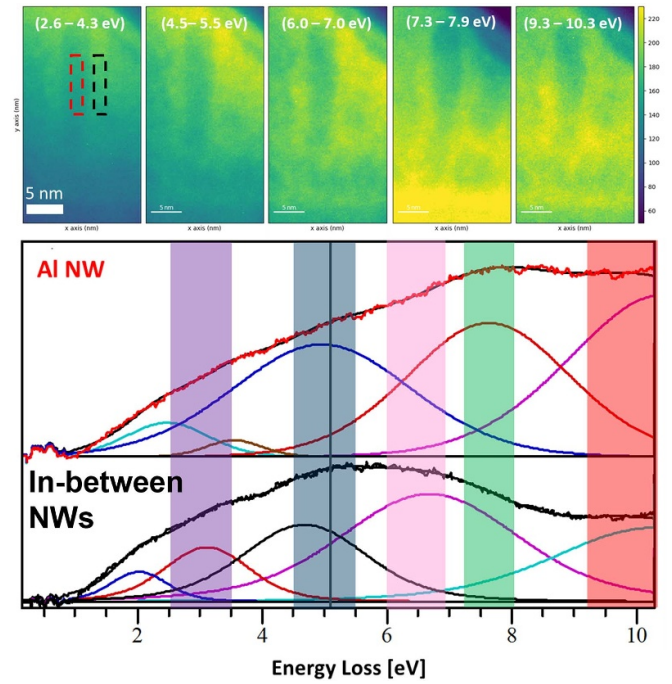 (2.6 – 4.3 eV) (4.5 – 5.5 eV) (6.0 – 7.0 eV) (7.3 – 7.9 eV) (9.3 – 10.3 eV)
220
200
180
160
140
120
100
80
60
y axis (nm)
5 nm 5 nm 5 nm 5 nm 5 nm
x axis (nm) x axis (nm) x axis (nm) x axis (nm) x axis (nm)
Al NW
In-between
NWs
2 4 6 8 10
Energy Loss [eV]